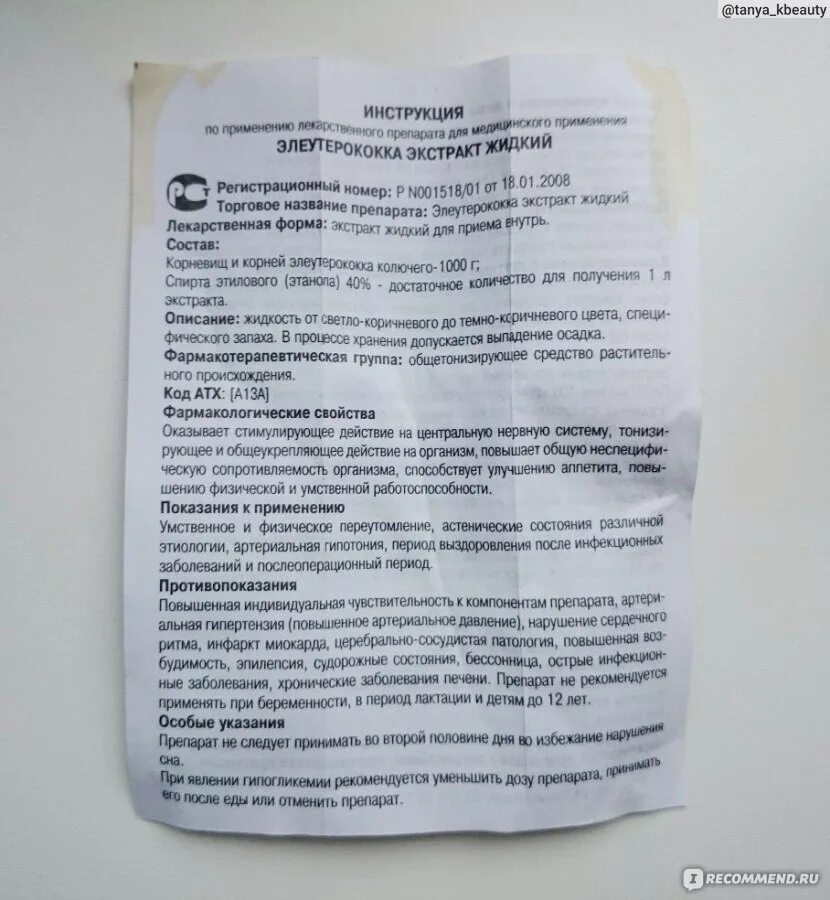 @tanya_kbeauty
ИНСТРУКЦИЯ
по применению лекарственного препарата для медицинского применения
ЭЛЕУТЕРОКОККА ЭКСТРАКТ ЖИДКИЙ
РСТ
Регистрационный номер: Р N001518/01 от 18.01.2008
Торговое название препарата: Элеутерококка экстракт жидкий
Лекарственная форма: экстракт жидкий для приема внутрь.
Состав:
Корневищ и корней элеутерококка колючего-1000 г;
Спирта этилового (этанола) 40% - достаточное количество для получения 1 л
экстракта.
Описание: жидкость от светло-коричневого до темно-коричневого цвета, специ-
фического запаха. В процессе хранения допускается выпадение осадка.
Фармакотерапевтическая группа: общетонизирующее средство раститель-
ного происхождения.
Код АТХ: [А13А]
Фармакологические свойства
Оказывает стимулирующее действие на центральную нервную систему, тонизи-
рующее и общеукрепляющее действие на организм, повышает общую неспецифи-
ческую сопротивляемость организма, способствует улучшению аппетита, повы-
шению физической и умственной работоспособности.
Показания к применению
Умственное и физическое переутомление, астенические состояния различной
этиологии, артериальная гипотония, период выздоровления после инфекционных
заболеваний и послеоперационный период.
Противопоказания
Повышенная индивидуальная чувствительность к компонентам препарата, артери-
альная гипертензия (повышенное артериальное давление), нарушение сердечного
ритма, инфаркт миокарда, церебрально-сосудистая патология, повышенная воз-
будимость, эпилепсия, судорожные состояния, бессонница, острые инфекцион-
ные заболевания, хронические заболевания печени. Препарат не рекомендуется
применять при беременности, в период лактации и детям до 12 лет.
Особые указания
Препарат не следует принимать во второй половине дня во избежание нарушения
сна.
При явлении гипогликемии рекомендуется уменьшить дозу препарата, принимать
его после еды или отменить препарат.
IRECOMMEND.RU